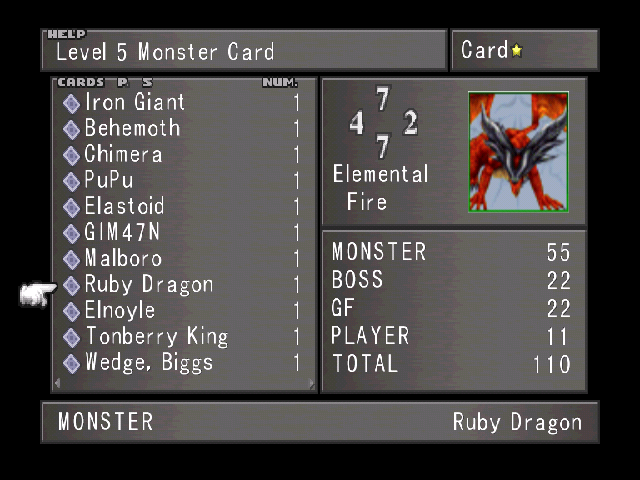 HELP
Level 5 Monster Card
Card
CARDS P. 5 NUM.
Iron Giant 1
Behemoth 1
Chimera 1
PuPu 1
Elastoid 1
GIM47N 1
Malboro 1
Ruby Dragon 1
Elnoyle 1
Tonberry King 1
Wedge, Biggs 1
7
4 2
7
Elemental
Fire
MONSTER 55
BOSS 22
GF 22
PLAYER 11
TOTAL 110
MONSTER Ruby Dragon